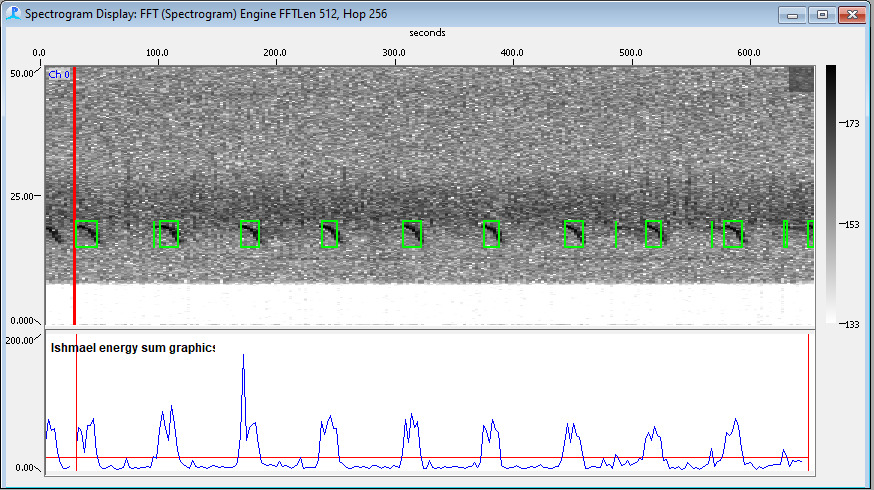 Spectrogram Display: FFT (Spectrogram) Engine FFTLen 512, Hop 256
seconds
0.0 100.0 200.0 300.0 400.0 500.0 600.0
50.00
Ch 0
173
25.00
153
0.000
133
200.00
Ishmael energy sum graphics
0.00